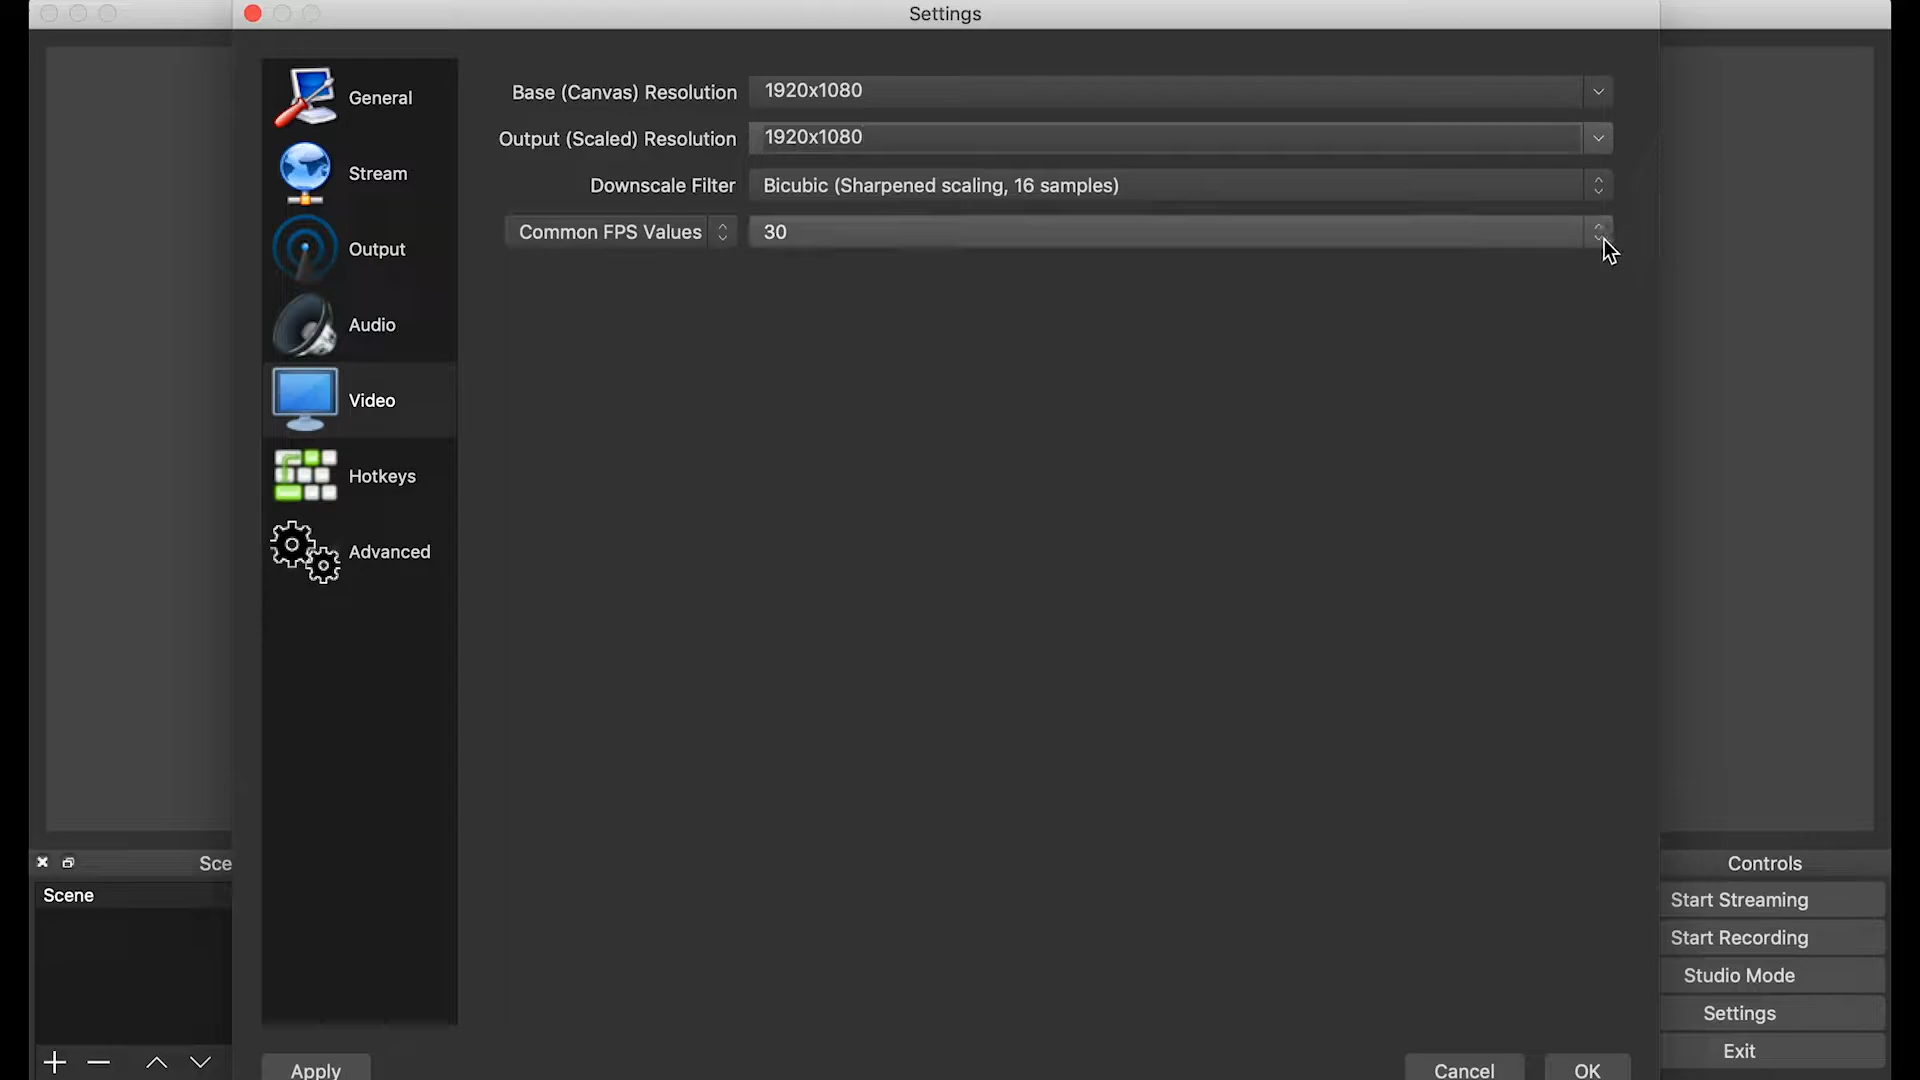 Settings
General
Stream
Output
Audio
Video
Hotkeys
Advanced
Base (Canvas) Resolution 1920x1080
Output (Scaled) Resolution 1920x1080
Downscale Filter Bicubic (Sharpened scaling, 16 samples)
Common FPS Values 30
Sce
Scene
Controls
Start Streaming
Start Recording
Studio Mode
Settings
Exit
Apply
Cancel OK